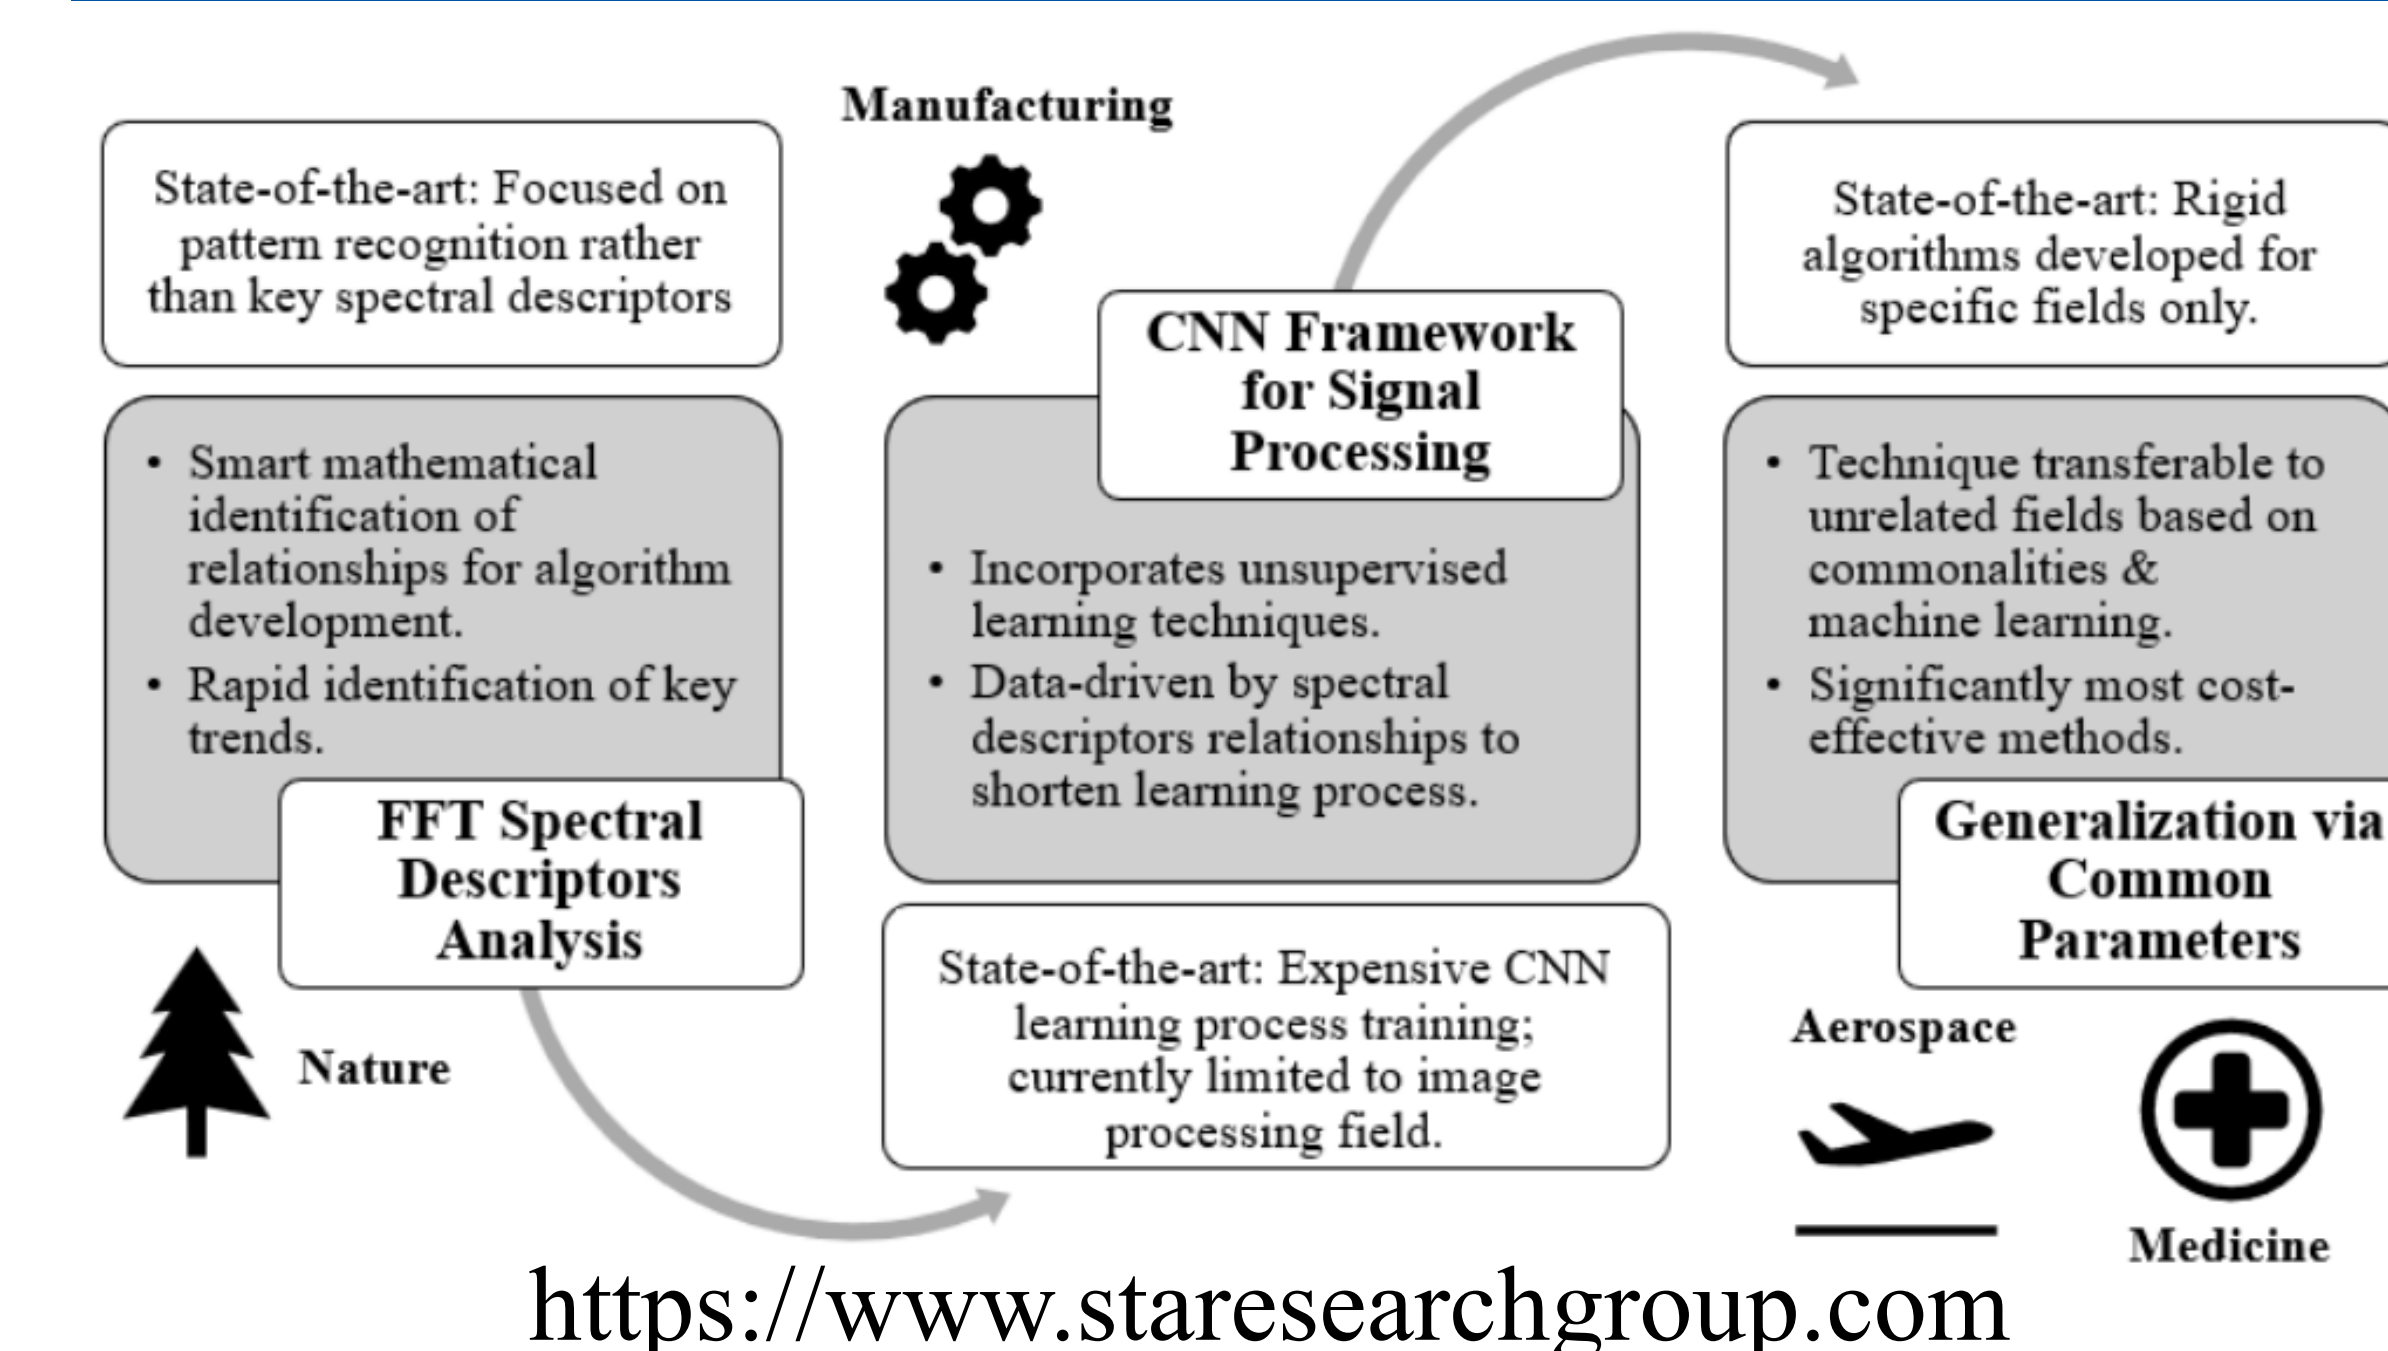 State-of-the-art: Focused on
pattern recognition rather
than key spectral descriptors
• Smart mathematical
identification of
relationships for algorithm
development.
• Rapid identification of key
trends.
FFT Spectral
Descriptors
Analysis
Nature
Manufacturing
CNN Framework
for Signal
Processing
• Incorporates unsupervised
learning techniques.
• Data-driven by spectral
descriptors relationships to
shorten learning process.
State-of-the-art: Expensive CNN
learning process training;
currently limited to image
processing field.
State-of-the-art: Rigid
algorithms developed for
specific fields only.
• Technique transferable to
unrelated fields based on
commonalities &
machine learning.
• Significantly most cost-
effective methods.
Generalization via
Common
Parameters
Aerospace
Medicine
https://www.staresearchgroup.com